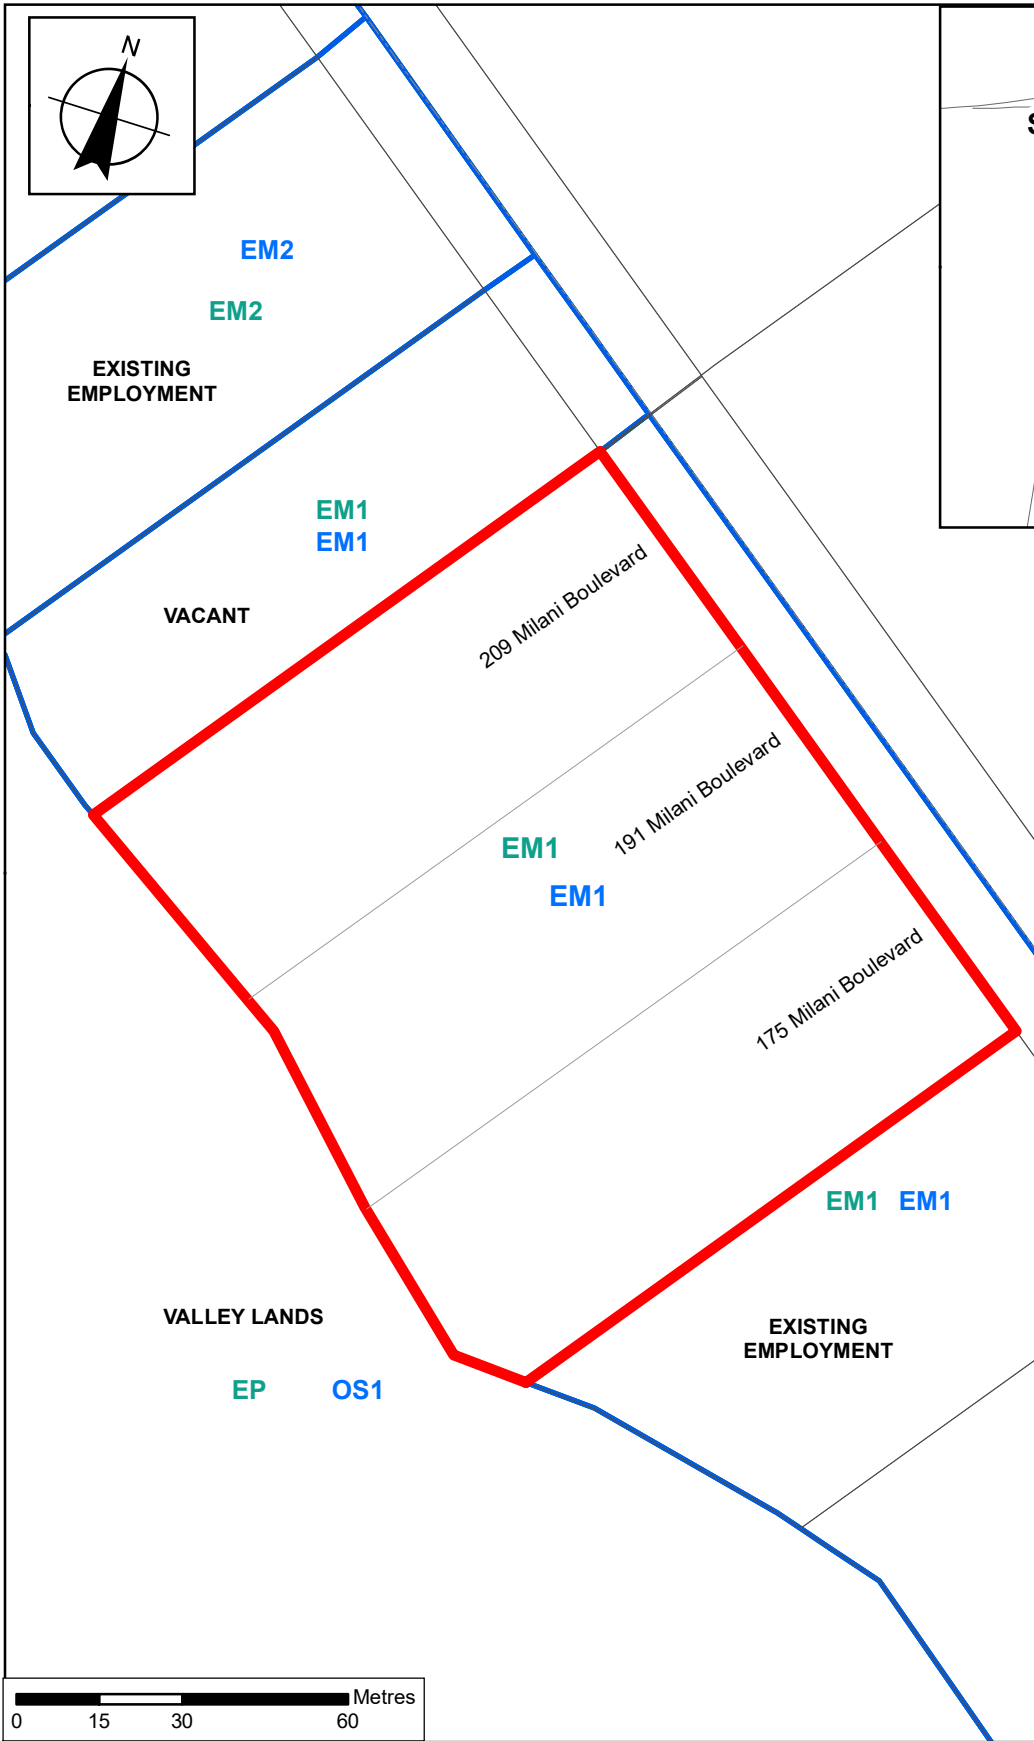 N
S
EM2
EM2
EXISTING
EMPLOYMENT
EM1
EM1
VACANT
209 Milani Boulevard
191 Milani Boulevard
EM1
EM1
175 Milani Boulevard
EM1 EM1
VALLEY LANDS
EXISTING
EMPLOYMENT
EP OS1
Metres
0 15 30 60